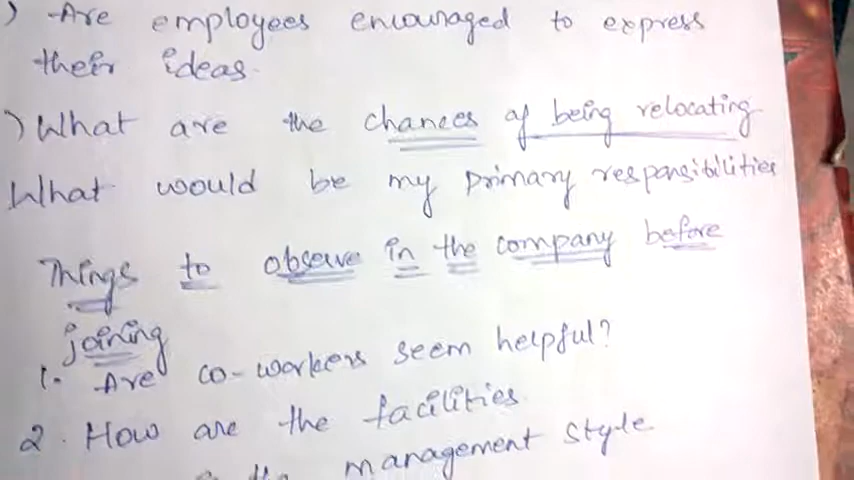 ) Are employees encouraged to express
their ideas.
) What are the chances of being relocating
What would be my primary responsibilities
Things to observe in the company before
joining
1. Are co-workers seem helpful?
2. How are the facilities
the management style